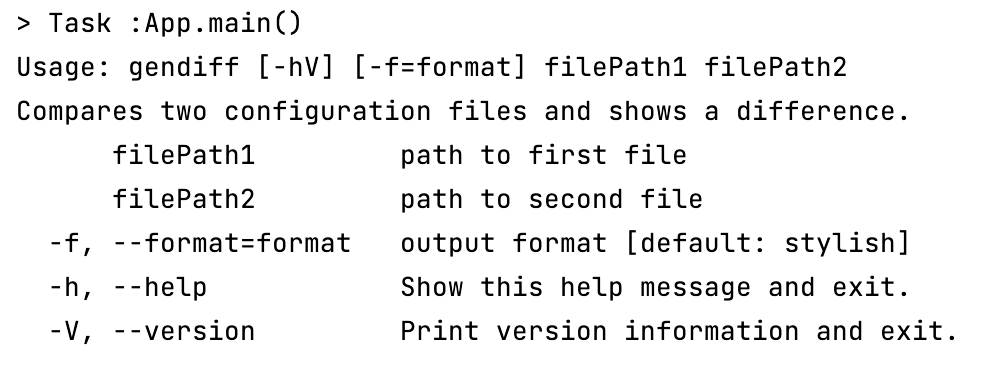 > Task :App.main()
Usage: gendiff [-hV] [-f=format] filePath1 filePath2
Compares two configuration files and shows a difference.
      filePath1         path to first file
      filePath2         path to second file
  -f, --format=format   output format [default: stylish]
  -h, --help            Show this help message and exit.
  -V, --version         Print version information and exit.